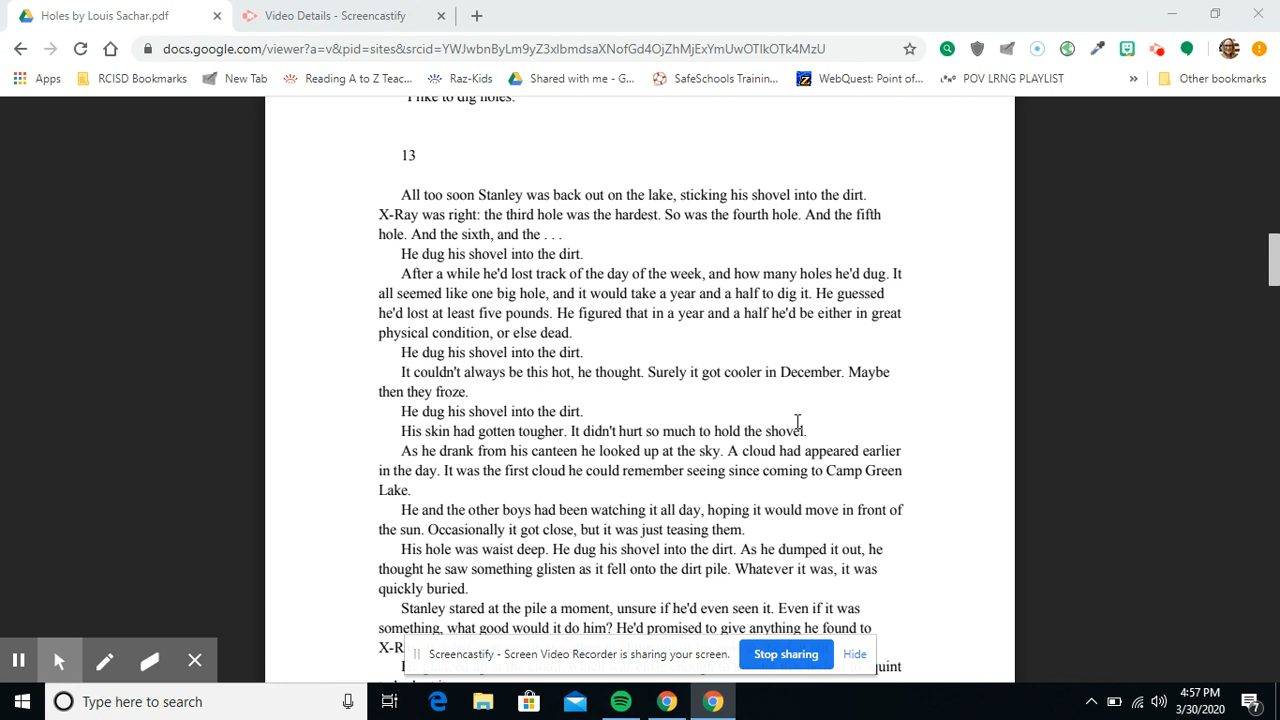 Holes by Louis Sachar.pdf
Video Details - Screencastify
docs.google.com/viewer?a=v&pid=sites&srcid=YWJwbnByLm9yZ3xlbmdsaXNofGd4OjZhMjExYmUwOTlkOTk4MzU
Apps RCISD Bookmarks New Tab Reading A to Z Teac... Raz-Kids Shared with me - G... SafeSchools Trainin... WebQuest: Point of... POV LRNG PLAYLIST » Other bookmarks
"I like to dig holes."
13
All too soon Stanley was back out on the lake, sticking his shovel into the dirt.
X-Ray was right: the third hole was the hardest. So was the fourth hole. And the fifth
hole. And the sixth, and the . . .
He dug his shovel into the dirt.
After a while he'd lost track of the day of the week, and how many holes he'd dug. It
all seemed like one big hole, and it would take a year and a half to dig it. He guessed
he'd lost at least five pounds. He figured that in a year and a half he'd be either in great
physical condition, or else dead.
He dug his shovel into the dirt.
It couldn't always be this hot, he thought. Surely it got cooler in December. Maybe
then they froze.
He dug his shovel into the dirt.
His skin had gotten tougher. It didn't hurt so much to hold the shovel.
As he drank from his canteen he looked up at the sky. A cloud had appeared earlier
in the day. It was the first cloud he could remember seeing since coming to Camp Green
Lake.
He and the other boys had been watching it all day, hoping it would move in front of
the sun. Occasionally it got close, but it was just teasing them.
His hole was waist deep. He dug his shovel into the dirt. As he dumped it out, he
thought he saw something glisten as it fell onto the dirt pile. Whatever it was, it was
quickly buried.
Stanley stared at the pile a moment, unsure if he'd even seen it. Even if it was
something, what good would it do him? He'd promised to give anything he found to
Screencastify - Screen Video Recorder is sharing your screen. Stop sharing Hide
Type here to search
4:57 PM
3/30/2020
7